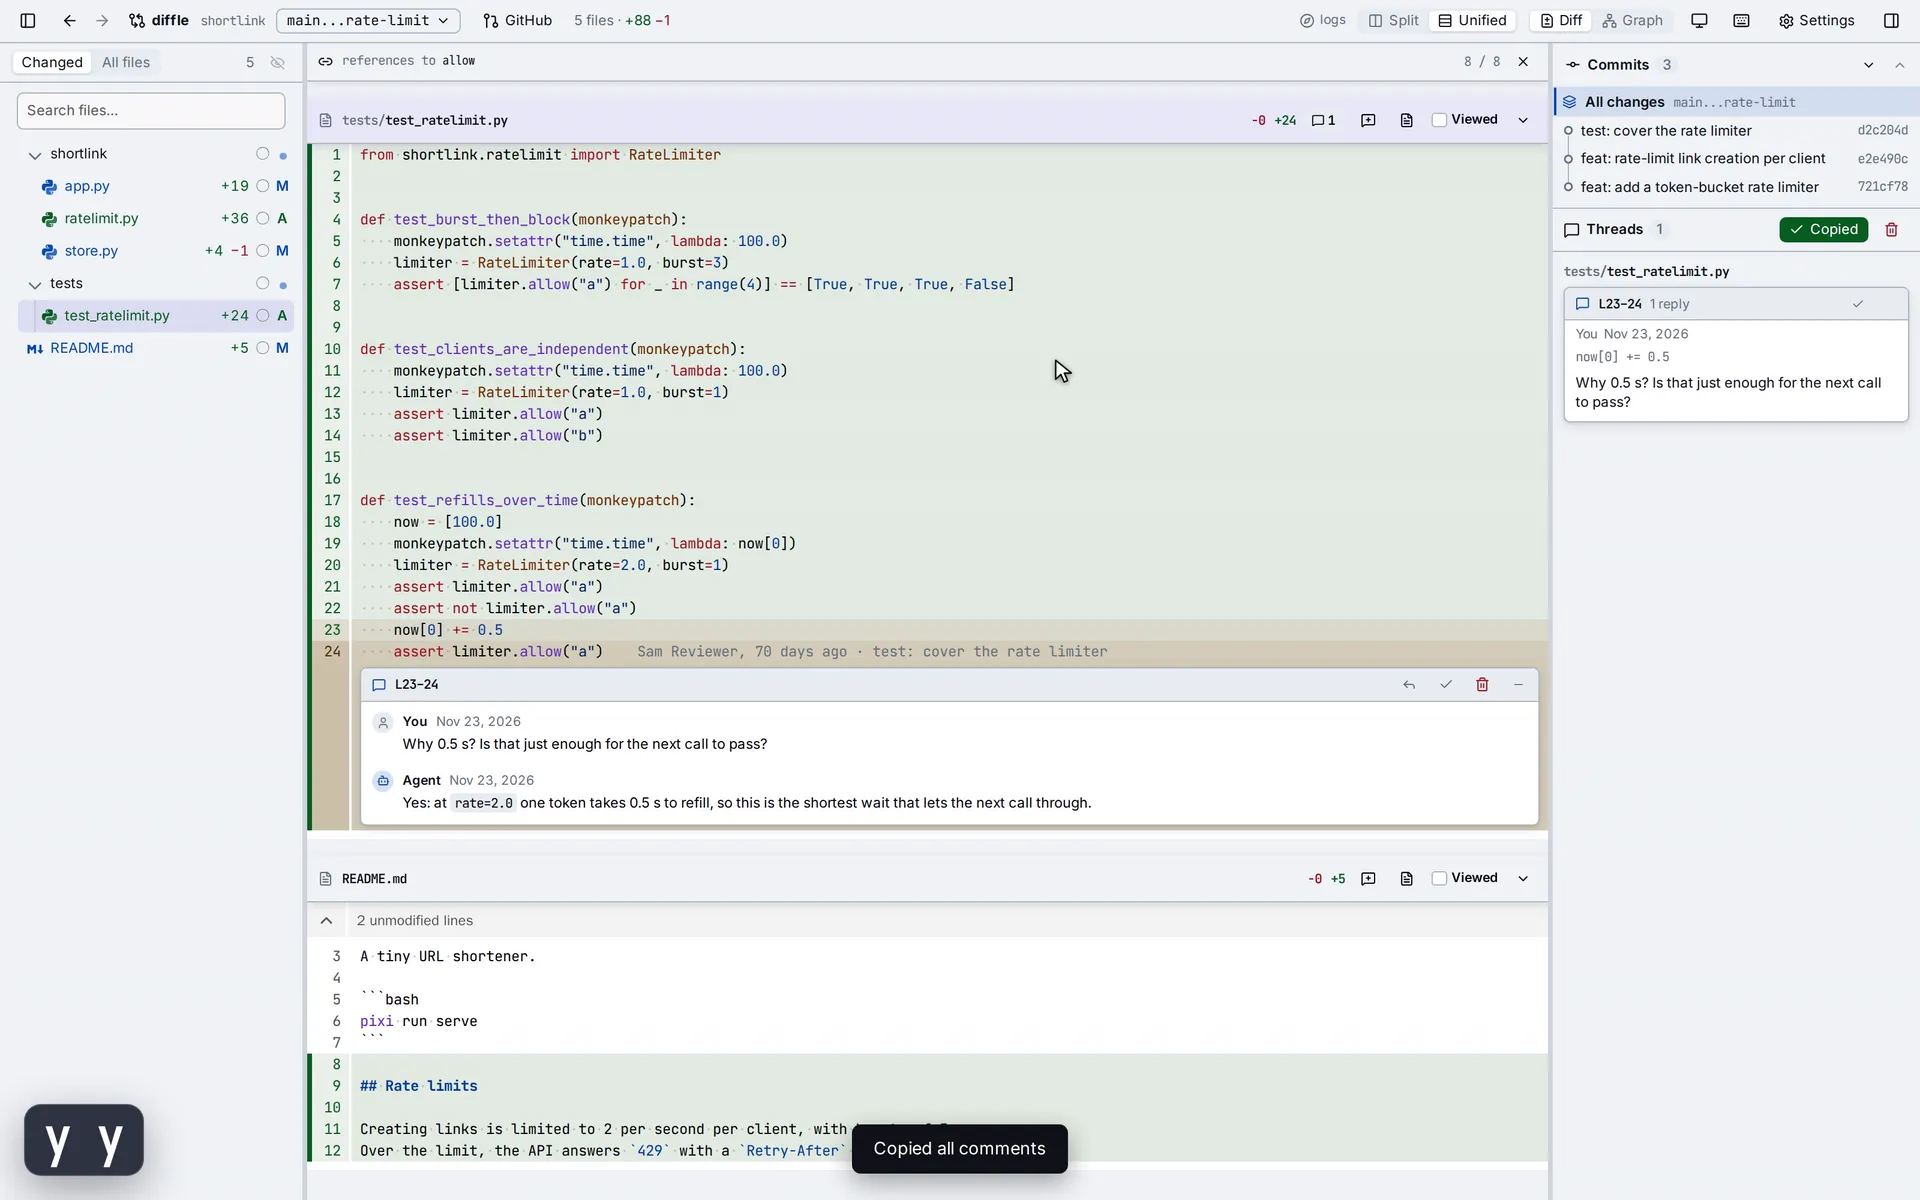 diffle shortlink main...rate-limit GitHub 5 files · +88 −1 logs Split Unified Diff Graph Settings
Changed All files 5
Search files...
shortlink
app.py +19 M
ratelimit.py +36 A
store.py +4 −1 M
tests
test_ratelimit.py +24 A
README.md +5 M
references to allow 8 / 8
tests/test_ratelimit.py -0 +24 1 Viewed
1 from shortlink.ratelimit import RateLimiter
2
3
4 def test_burst_then_block(monkeypatch):
5 ····monkeypatch.setattr("time.time", lambda: 100.0)
6 ····limiter = RateLimiter(rate=1.0, burst=3)
7 ····assert [limiter.allow("a") for _ in range(4)] == [True, True, True, False]
8
9
10 def test_clients_are_independent(monkeypatch):
11 ····monkeypatch.setattr("time.time", lambda: 100.0)
12 ····limiter = RateLimiter(rate=1.0, burst=1)
13 ····assert limiter.allow("a")
14 ····assert limiter.allow("b")
15
16
17 def test_refills_over_time(monkeypatch):
18 ····now = [100.0]
19 ····monkeypatch.setattr("time.time", lambda: now[0])
20 ····limiter = RateLimiter(rate=2.0, burst=1)
21 ····assert limiter.allow("a")
22 ····assert not limiter.allow("a")
23 ····now[0] += 0.5
24 ····assert limiter.allow("a") Sam Reviewer, 70 days ago · test: cover the rate limiter
L23–24
You Nov 23, 2026
Why 0.5 s? Is that just enough for the next call to pass?
Agent Nov 23, 2026
Yes: at rate=2.0 one token takes 0.5 s to refill, so this is the shortest wait that lets the next call through.
README.md -0 +5 Viewed
2 unmodified lines
3 A tiny URL shortener.
4
5 ```bash
6 pixi run serve
7 ```
8
9 ## Rate limits
10
11 Creating links is limited to 2 per second per client, with
12 Over the limit, the API answers `429` with a `Retry-After`
Commits 3
All changes main...rate-limit
test: cover the rate limiter d2c204d
feat: rate-limit link creation per client e2e490c
feat: add a token-bucket rate limiter 721cf78
Threads 1 Copied
tests/test_ratelimit.py
L23–24 1 reply
You Nov 23, 2026
now[0] += 0.5
Why 0.5 s? Is that just enough for the next call
to pass?
y y
Copied all comments